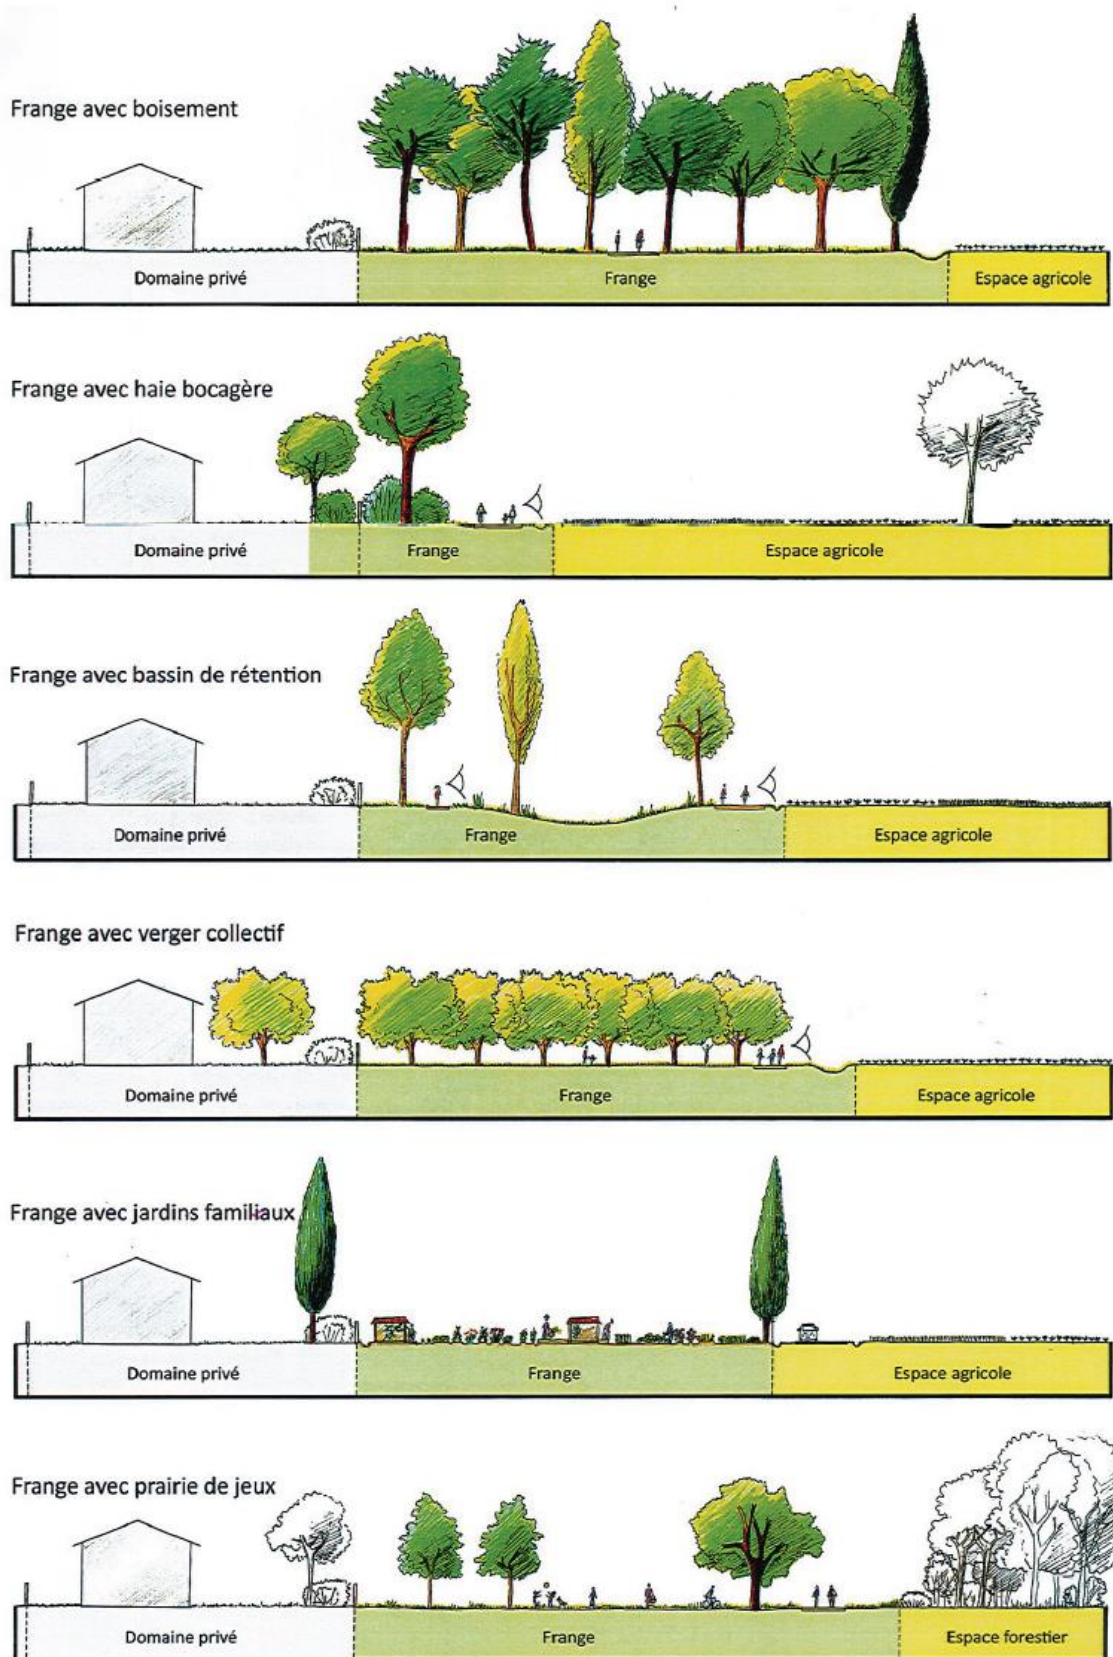 Frange avec boisement
Domaine privé
Frange
Espace agricole
Frange avec haie bocagère
Domaine privé
Frange
Espace agricole
Frange avec bassin de rétention
Domaine privé
Frange
Espace agricole
Frange avec verger collectif
Domaine privé
Frange
Espace agricole
Frange avec jardins familiaux
Domaine privé
Frange
Espace agricole
Frange avec prairie de jeux
Domaine privé
Frange
Espace forestier